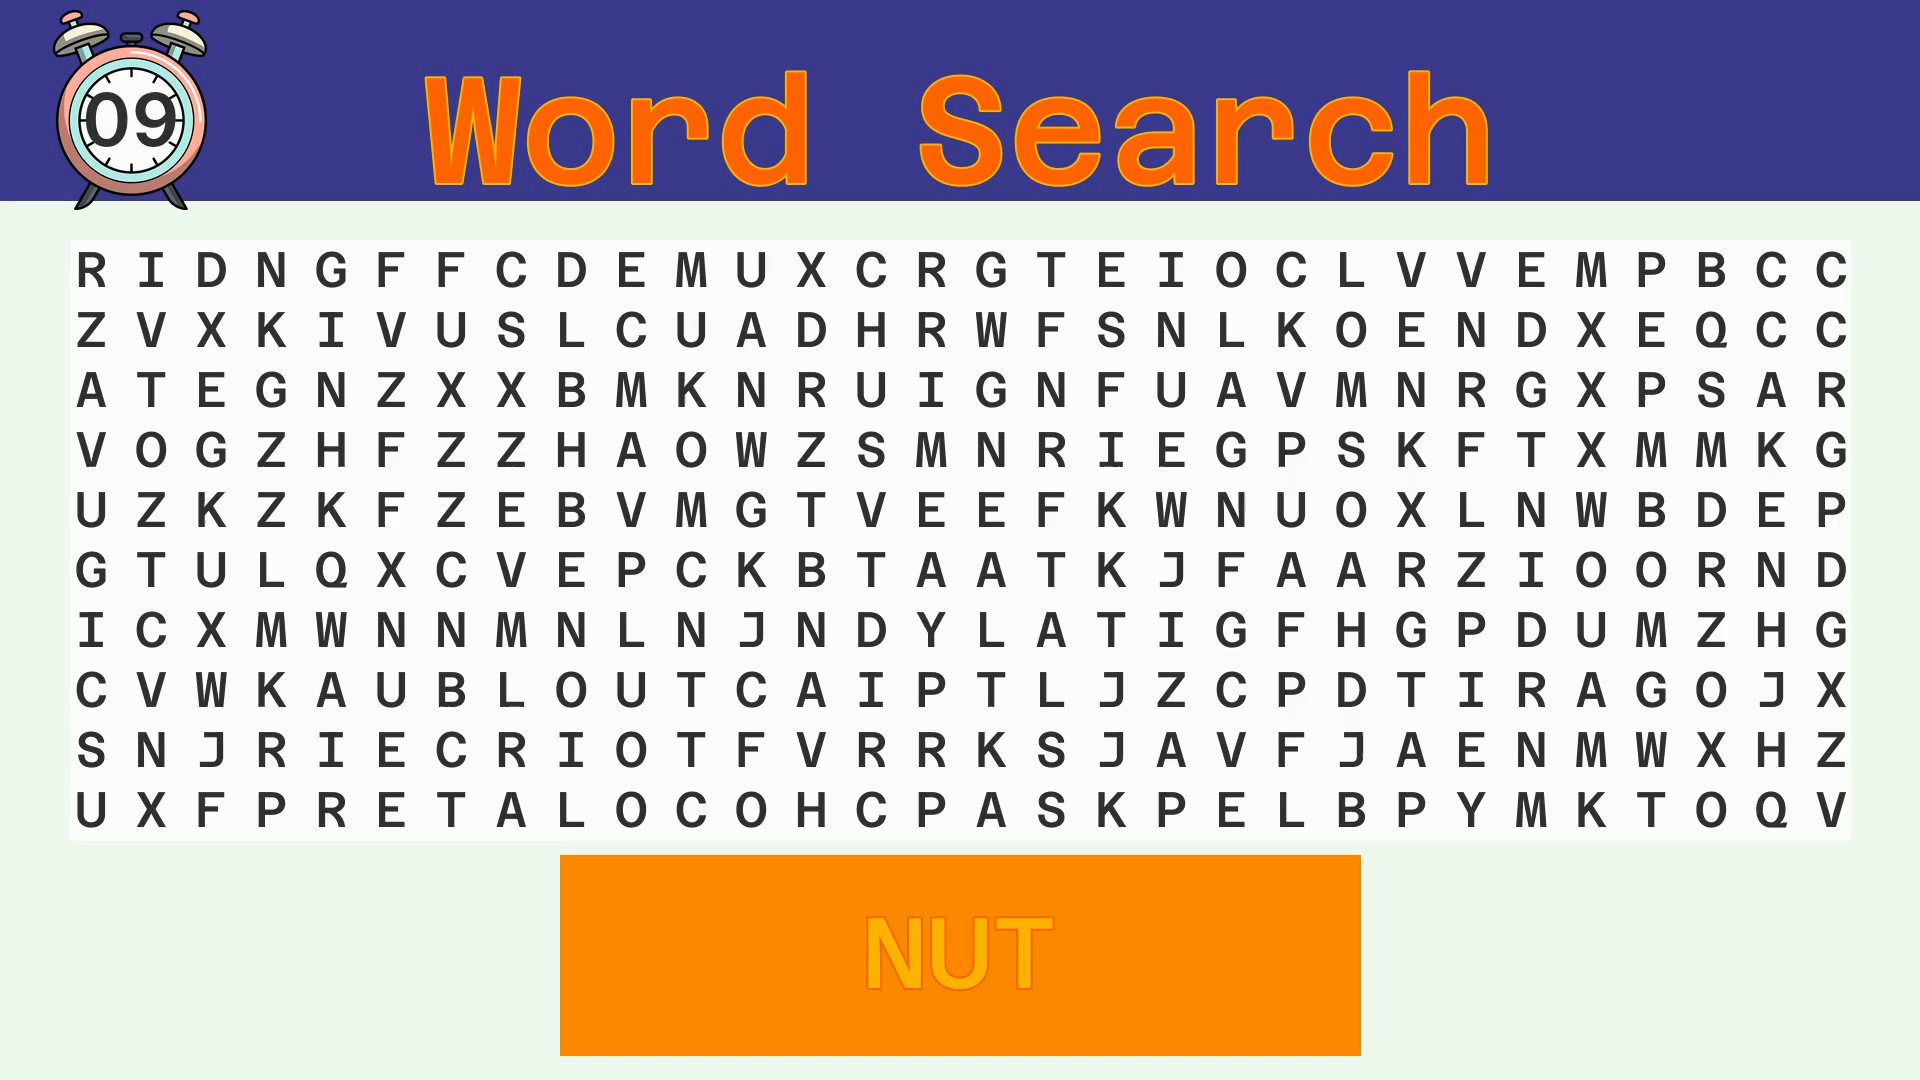 09
Word Search
R I D N G F F C D E M U X C R G T E I O C L V V E M P B C C
Z V X K I V U S L C U A D H R W F S N L K O E N D X E Q C C
A T E G N Z X X B M K N R U I G N F U A V M N R G X P S A R
V O G Z H F Z Z H A O W Z S M N R I E G P S K F T X M M K G
U Z K Z K F Z E B V M G T V E E F K W N U O X L N W B D E P
G T U L Q X C V E P C K B T A A T K J F A A R Z I O O R N D
I C X M W N N M N L N J N D Y L A T I G F H G P D U M Z H G
C V W K A U B L O U T C A I P T L J Z C P D T I R A G O J X
S N J R I E C R I O T F V R R K S J A V F J A E N M W X H Z
U X F P R E T A L O C O H C P A S K P E L B P Y M K T O Q V
NUT